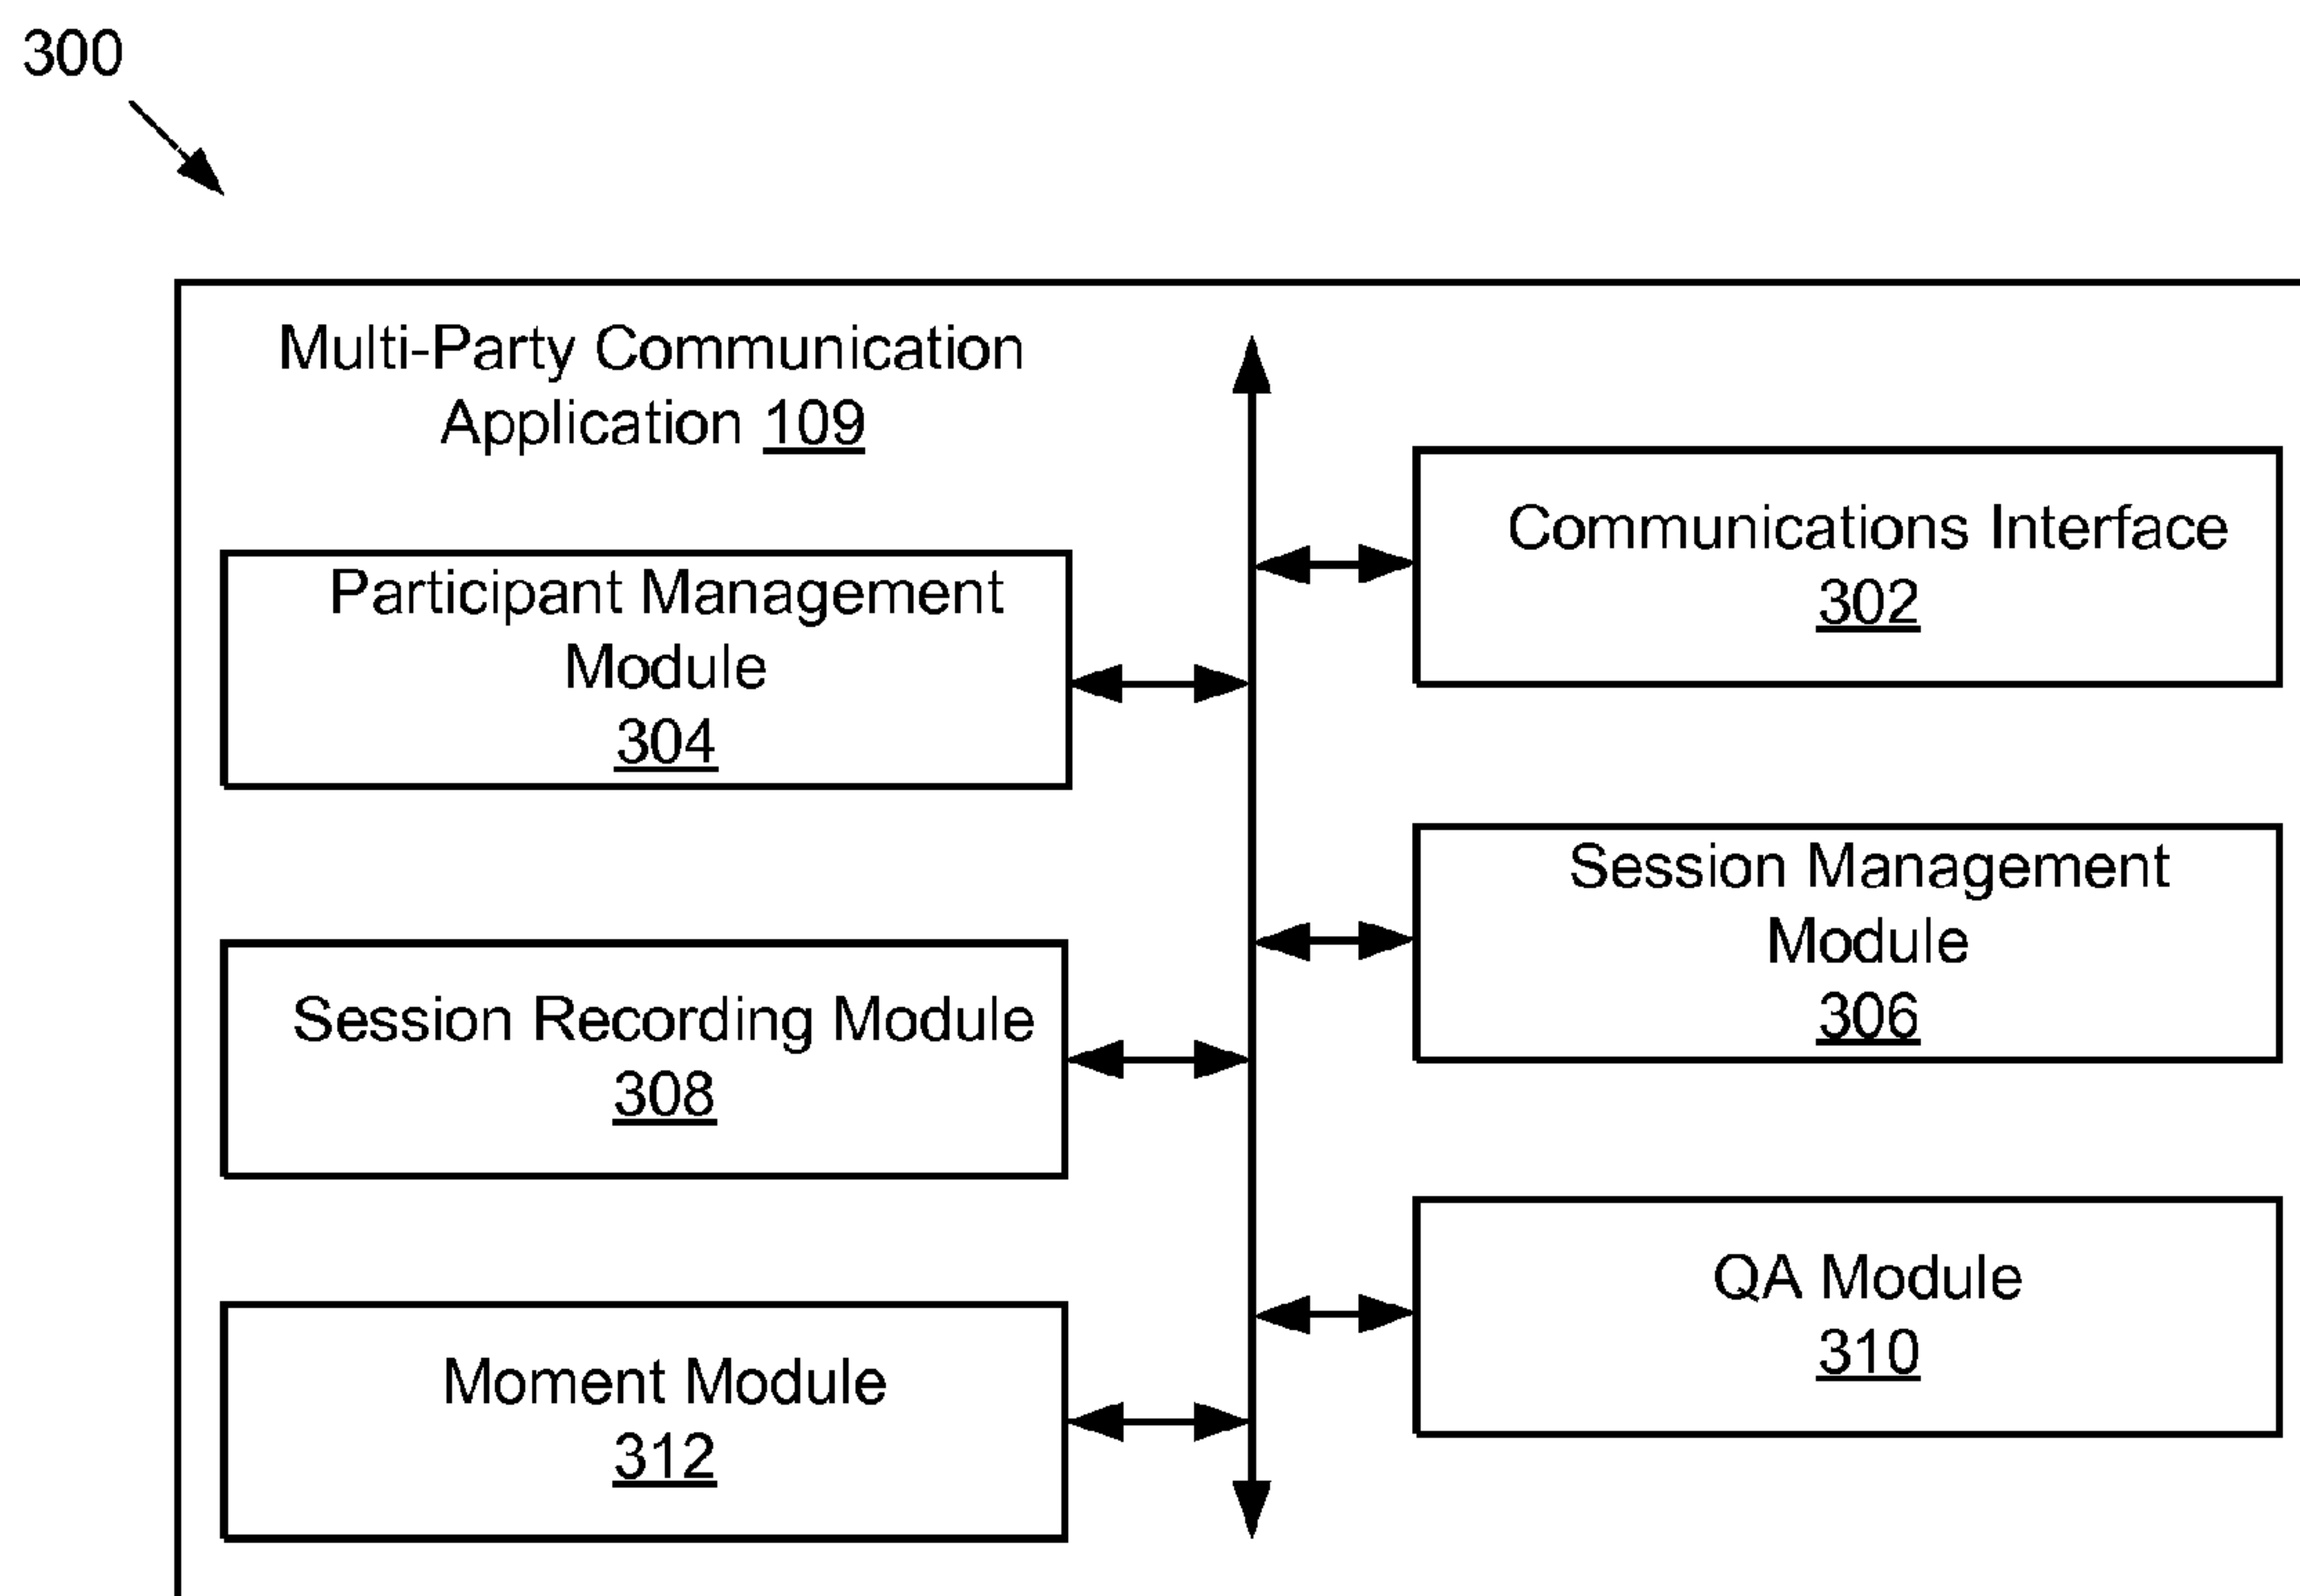 300
Multi-Party Communication
Application 109
Communications Interface
302
Participant Management
Module
304
Session Management
Module
306
Session Recording Module
308
QA Module
310
Moment Module
312